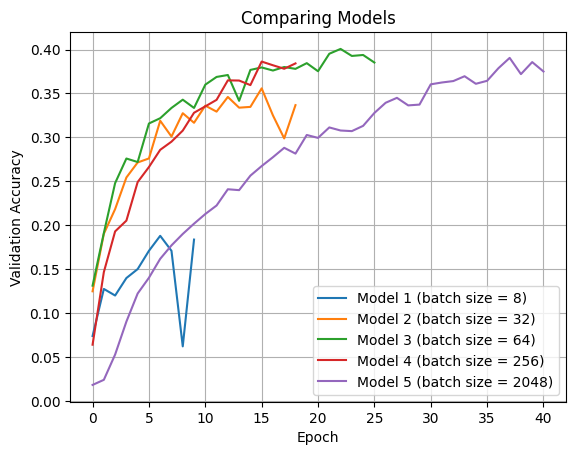 Comparing Models
Validation Accuracy
0.40
0.35
0.30
0.25
0.20
0.15
0.10
0.05
0.00
Model 1 (batch size = 8)
Model 2 (batch size = 32)
Model 3 (batch size = 64)
Model 4 (batch size = 256)
Model 5 (batch size = 2048)
0 5 10 15 20 25 30 35 40
Epoch